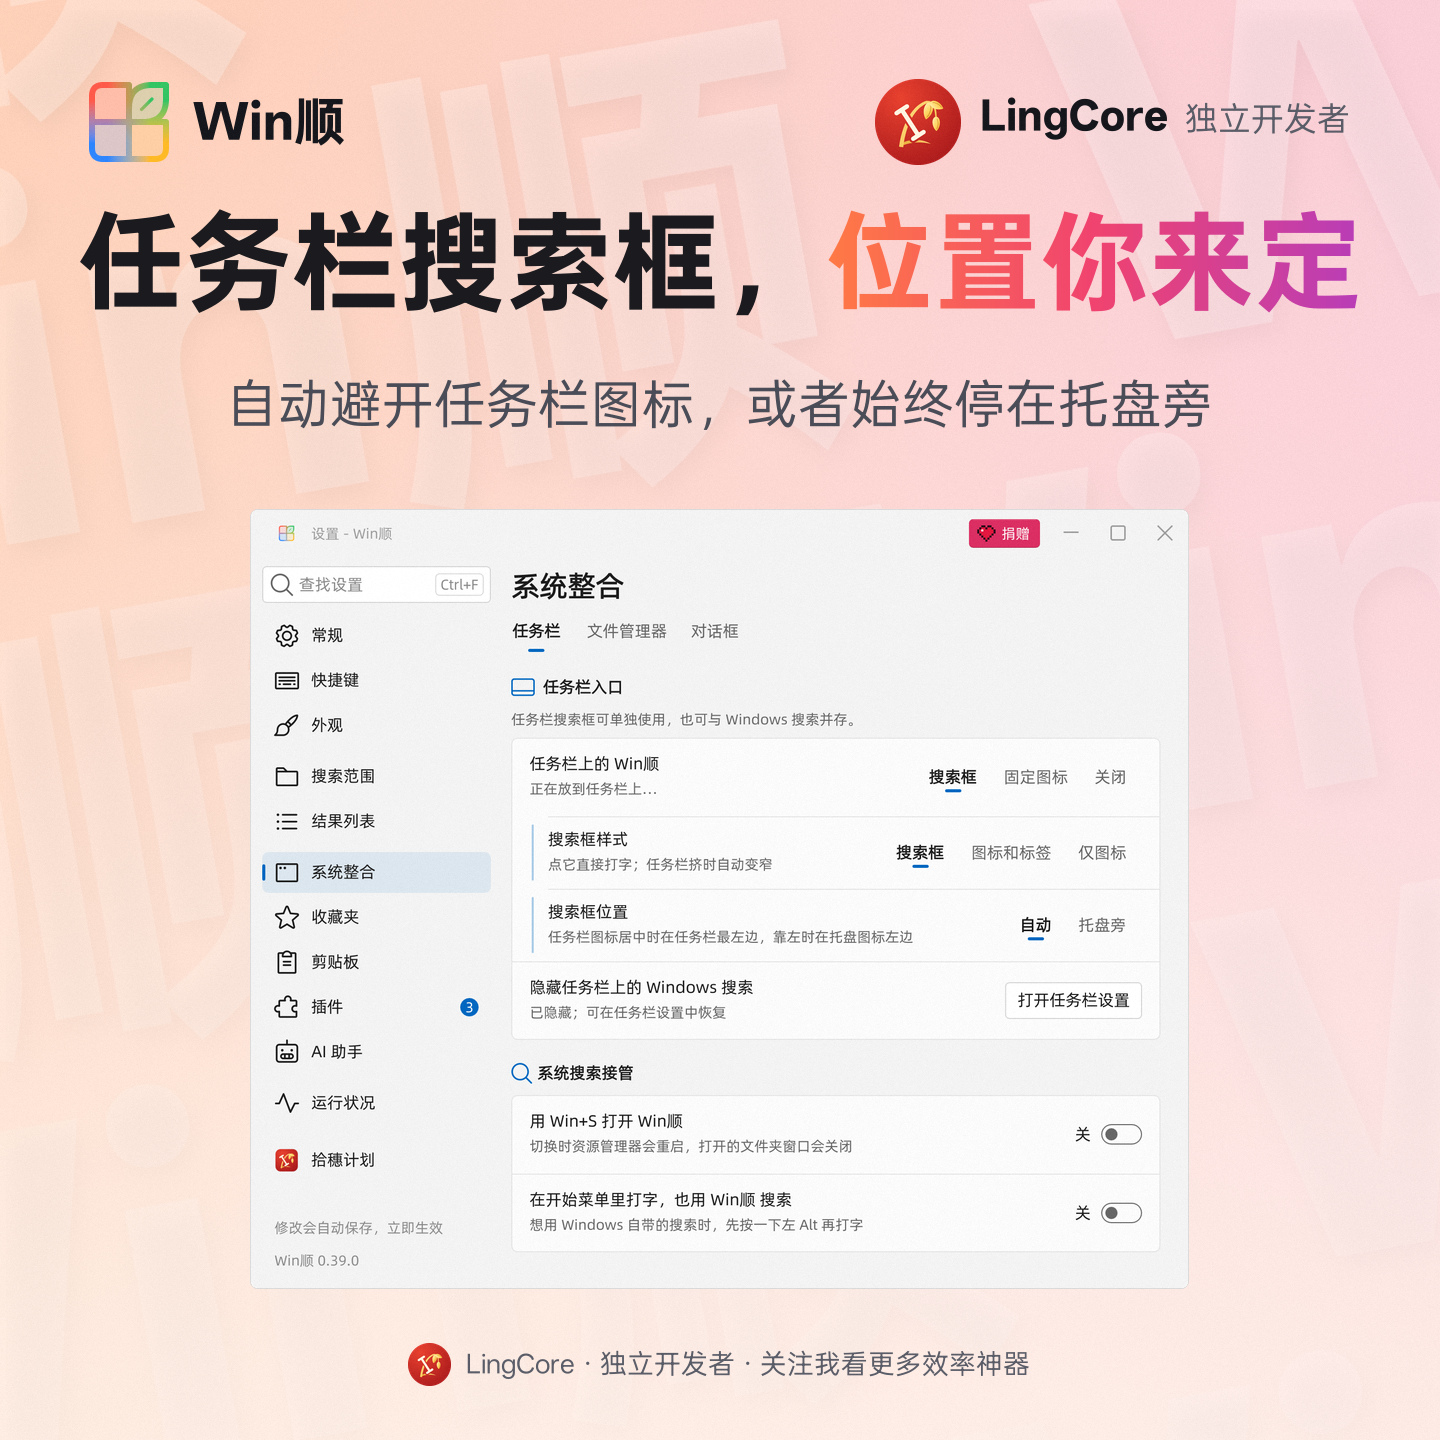 Win顺
LingCore 独立开发者
任务栏搜索框，位置你来定
自动避开任务栏图标，或者始终停在托盘旁
设置 - Win顺
捐赠
查找设置 Ctrl+F
常规
快捷键
外观
搜索范围
结果列表
系统整合
收藏夹
剪贴板
插件 3
AI 助手
运行状况
拾穗计划
修改会自动保存，立即生效
Win顺 0.39.0
系统整合
任务栏 文件管理器 对话框
任务栏入口
任务栏搜索框可单独使用，也可与 Windows 搜索并存。
任务栏上的 Win顺
正在放到任务栏上...
搜索框 固定图标 关闭
搜索框样式
点它直接打字；任务栏挤时自动变窄
搜索框 图标和标签 仅图标
搜索框位置
任务栏图标居中时在任务栏最左边，靠左时在托盘图标左边
自动 托盘旁
隐藏任务栏上的 Windows 搜索
已隐藏；可在任务栏设置中恢复
打开任务栏设置
系统搜索接管
用 Win+S 打开 Win顺
切换时资源管理器会重启，打开的文件夹窗口会关闭
关
在开始菜单里打字，也用 Win顺 搜索
想用 Windows 自带的搜索时，先按一下左 Alt 再打字
关
LingCore · 独立开发者 · 关注我看更多效率神器